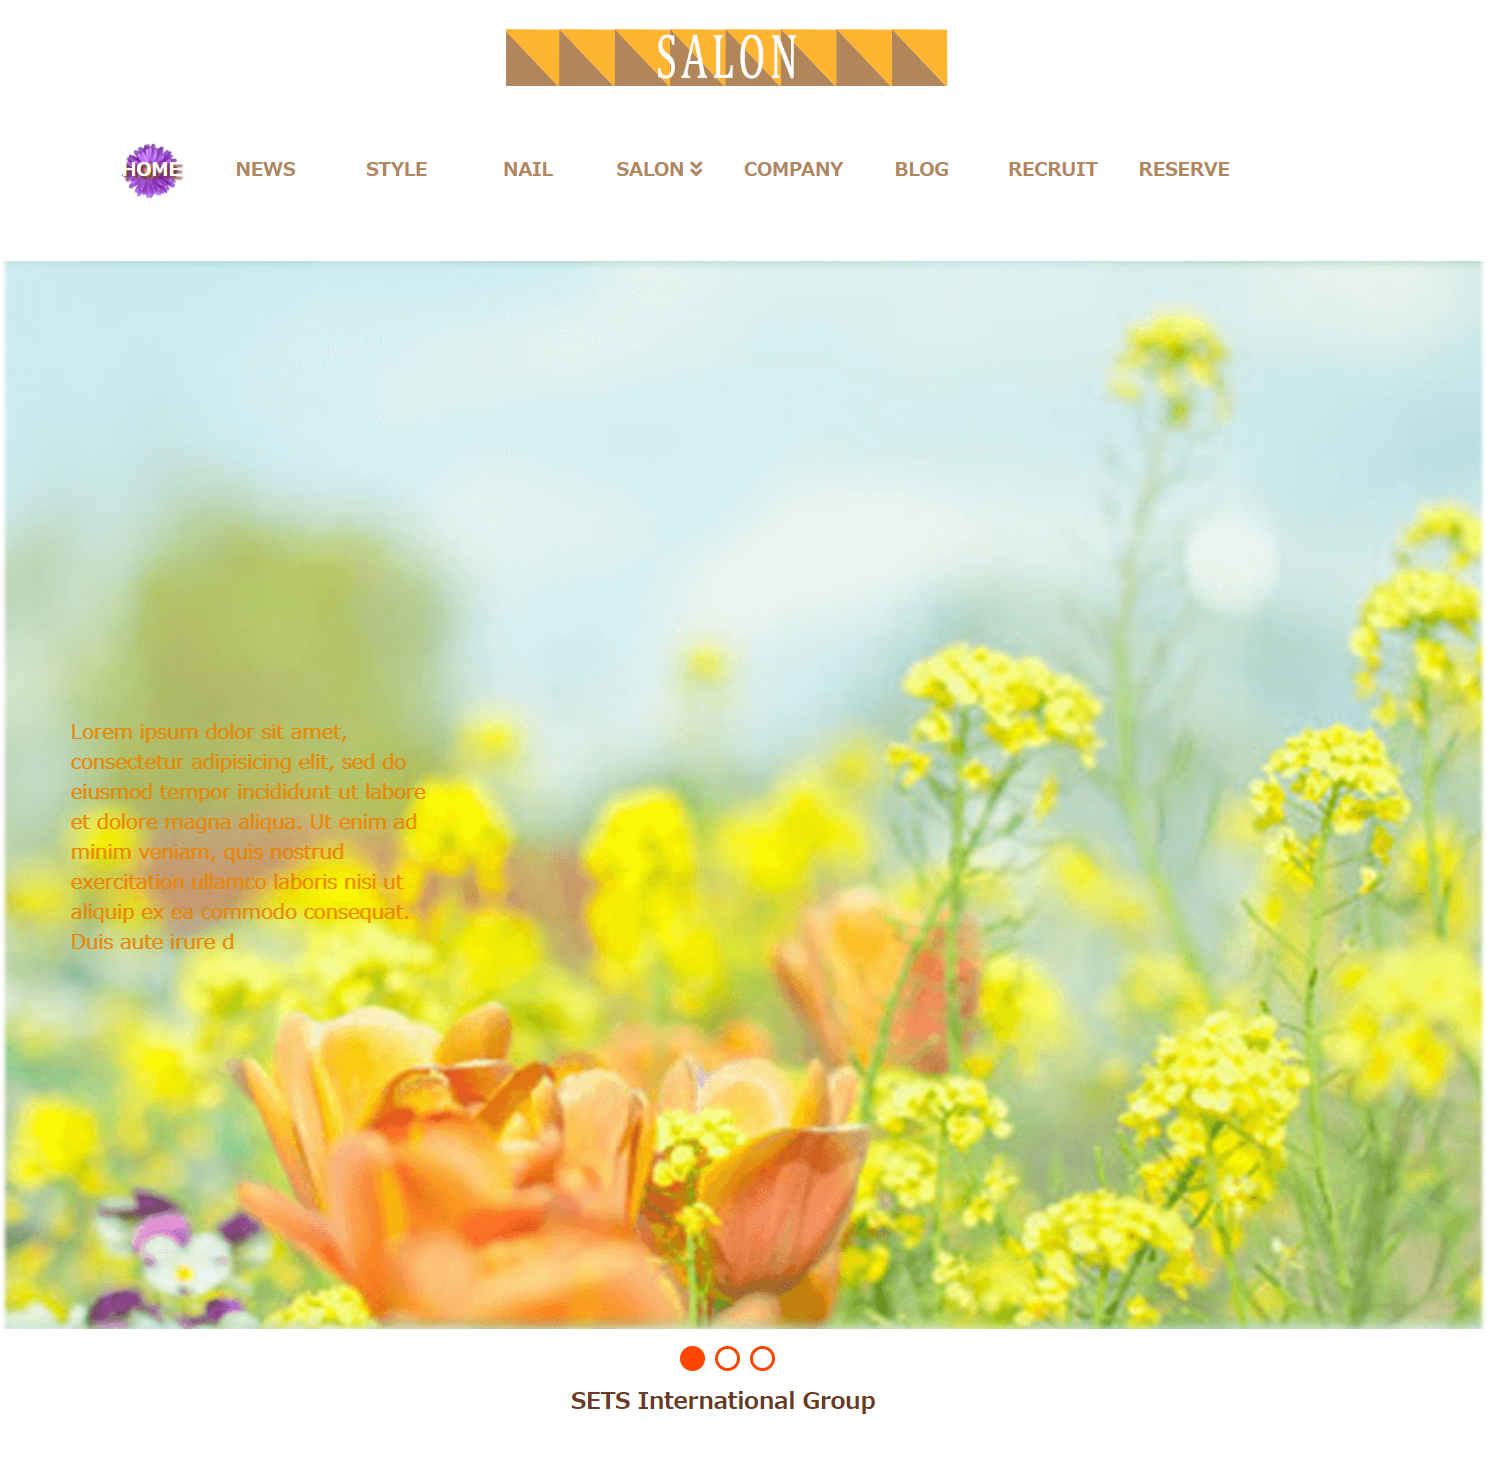 SALON
HOME NEWS STYLE NAIL SALON COMPANY BLOG RECRUIT RESERVE
Lorem ipsum dolor sit amet,
consectetur adipisicing elit, sed do
eiusmod tempor incididunt ut labore
et dolore magna aliqua. Ut enim ad
minim veniam, quis nostrud
exercitation ullamco laboris nisi ut
aliquip ex ea commodo consequat.
Duis aute irure d
SETS International Group